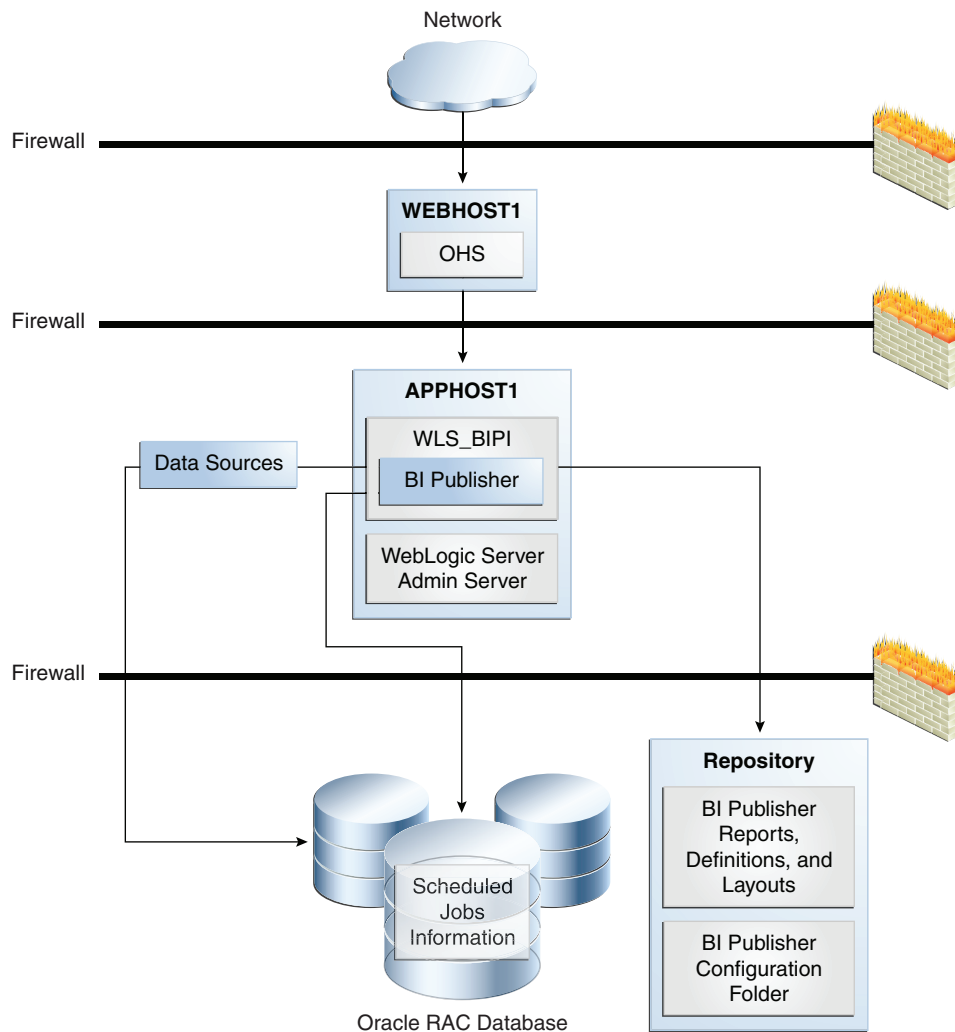 Network
Firewall
WEBHOST1
OHS
Firewall
APPHOST1
WLS_BIPI
Data Sources
BI Publisher
WebLogic Server
Admin Server
Firewall
Repository
BI Publisher
Reports,
Definitions, and
Layouts
Scheduled
Jobs
Information
BI Publisher
Configuration
Folder
Oracle RAC Database